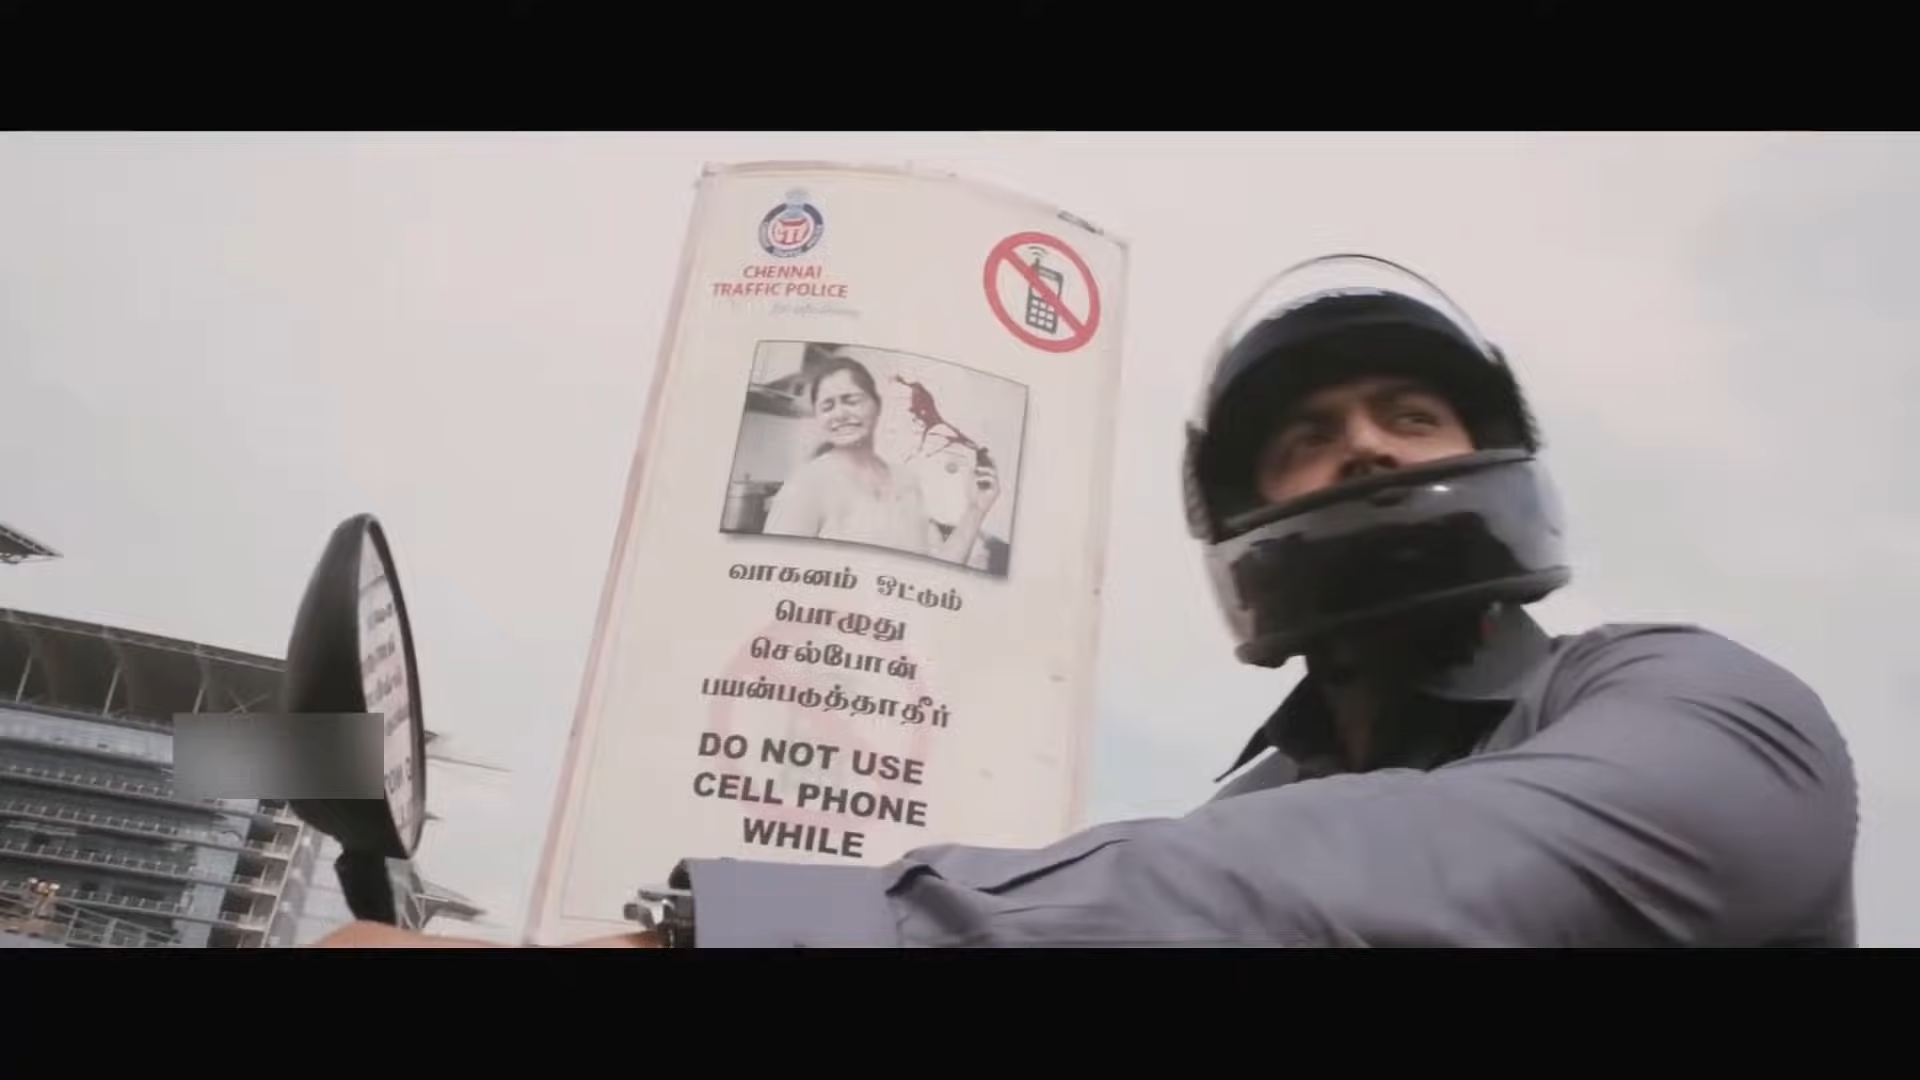 CHENNAI
TRAFFIC POLICE
வாகனம் ஓட்டும்
பொழுது
செல்போன்
பயன்படுத்தாதீர்
DO NOT USE
CELL PHONE
WHILE